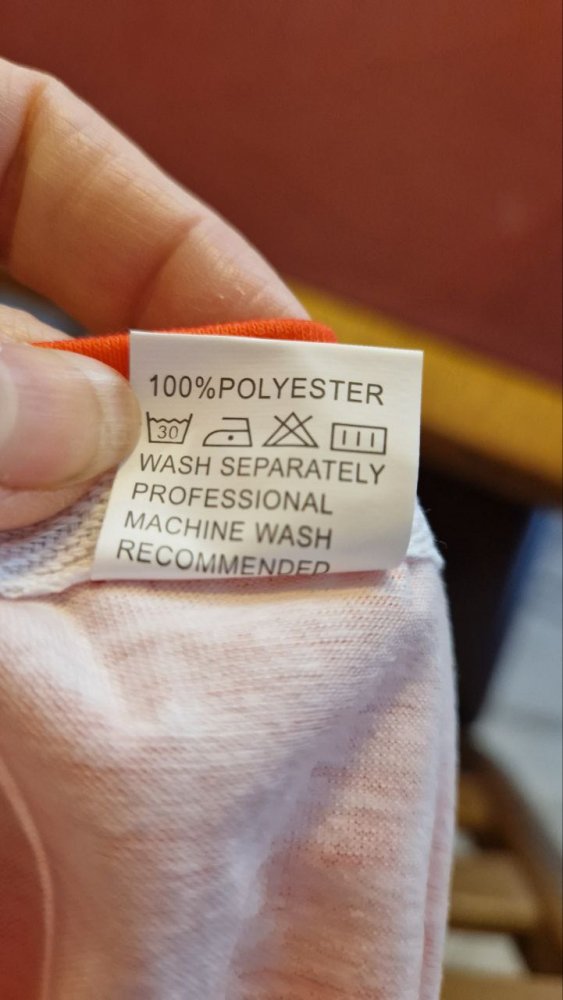 100%POLYESTER
30
WASH SEPARATELY
PROFESSIONAL
MACHINE WASH
RECOMMENDED